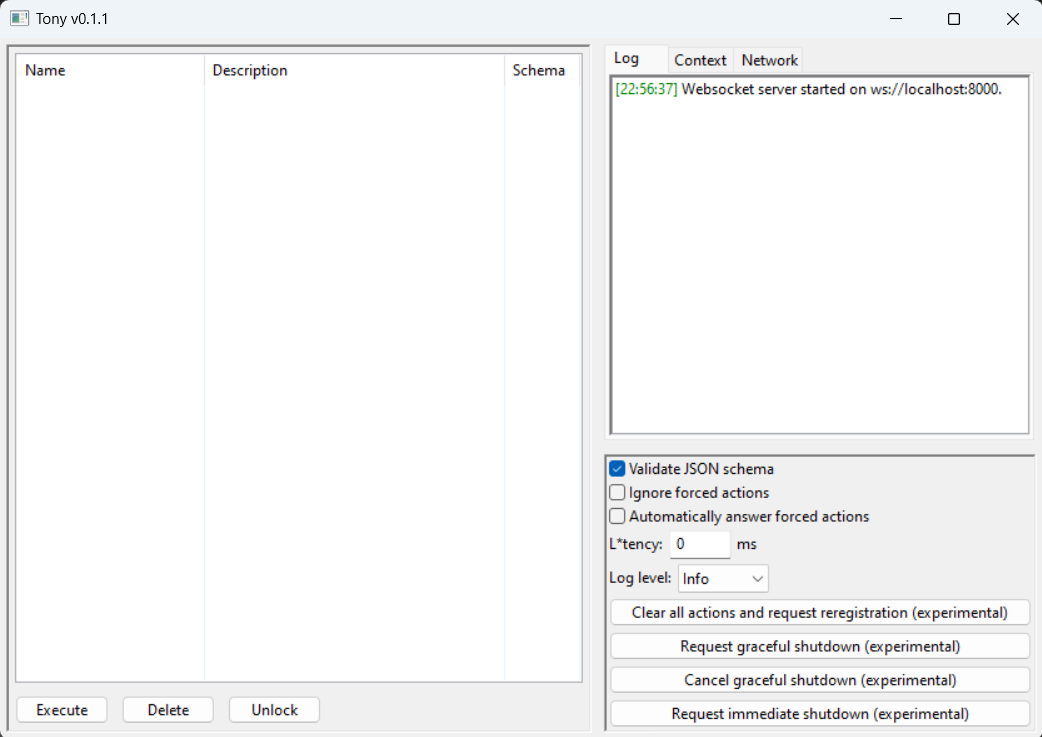 Tony v0.1.1
Name Description Schema
Execute Delete Unlock
Log Context Network
[22:56:37] Websocket server started on ws://localhost:8000.
Validate JSON schema
Ignore forced actions
Automatically answer forced actions
L*tency: 0 ms
Log level: Info
Clear all actions and request reregistration (experimental)
Request graceful shutdown (experimental)
Cancel graceful shutdown (experimental)
Request immediate shutdown (experimental)